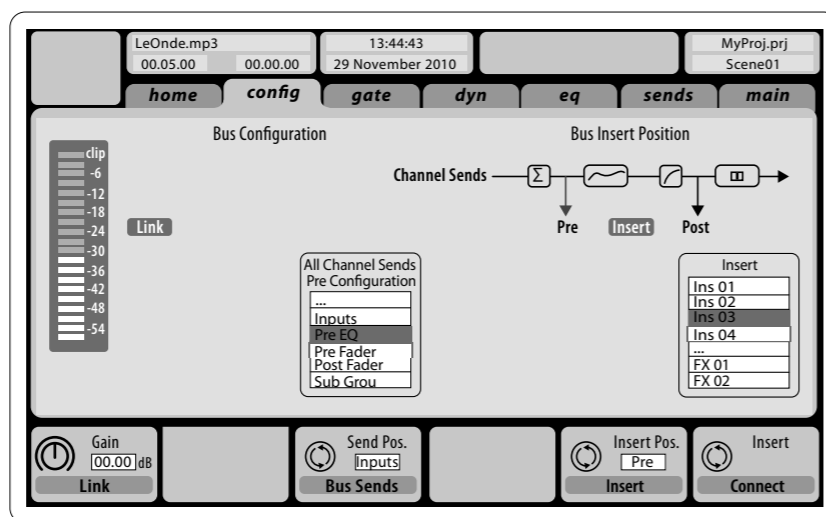 LeOnde.mp3
00.05.00 00.00.00
13:44:43
29 November 2010
MyProj.prj
Scene01
home config gate dyn eq sends main
Bus Configuration
Bus Insert Position
clip
-6
-12
-18
-24
-30
-36
-42
-48
-54
Link
Channel Sends
Σ
Pre Insert Post
All Channel Sends
Pre Configuration
...
Inputs
Pre EQ
Pre Fader
Post Fader
Sub Grou
Insert
Ins 01
Ins 02
Ins 03
Ins 04
...
FX 01
FX 02
Gain
00.00 dB
Link
Send Pos.
Inputs
Bus Sends
Insert Pos.
Pre
Insert
Insert
Connect